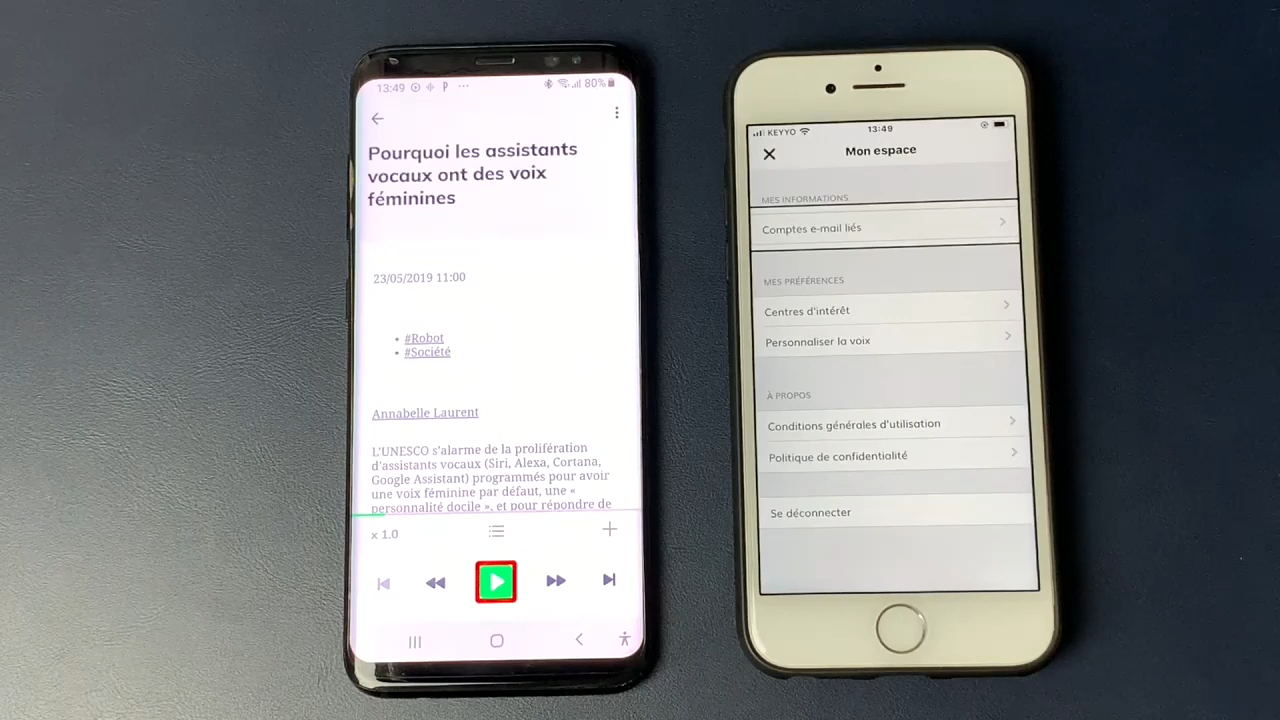 13:49
80%
Pourquoi les assistants
vocaux ont des voix
féminines
23/05/2019 11:00
#Robot
#Société
Annabelle Laurent
L'UNESCO s'alarme de la prolifération
d'assistants vocaux (Siri, Alexa, Cortana,
Google Assistant) programmés pour avoir
une voix féminine par défaut, une «
personnalité docile », et pour répondre de
x 1.0
KEYYO
13:49
Mon espace
MES INFORMATIONS
Comptes e-mail liés
MES PRÉFÉRENCES
Centres d'intérêt
Personnaliser la voix
À PROPOS
Conditions générales d'utilisation
Politique de confidentialité
Se déconnecter